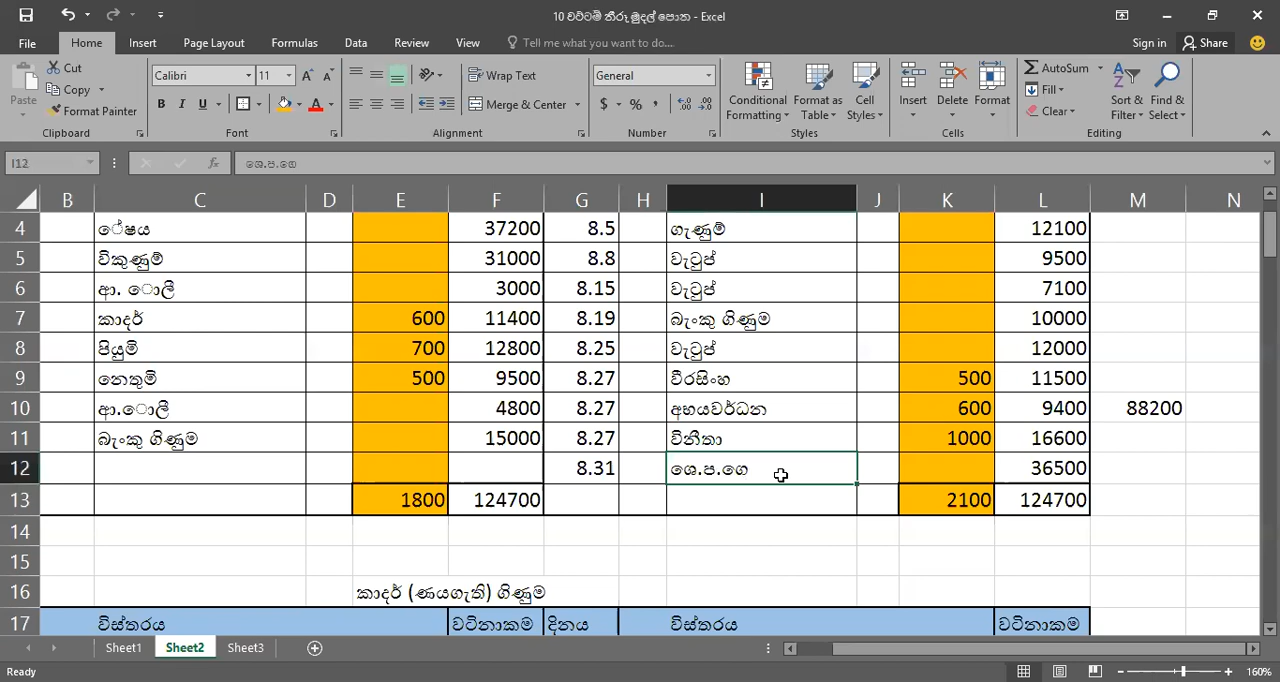 10 වට්ටම් තීරු මුදල් පොත - Excel
File Home Insert Page Layout Formulas Data Review View Tell me what you want to do... Sign in Share
Cut
Copy
Format Painter
Paste
Clipboard
Calibri 11
B I U A
Font
Wrap Text
Merge & Center
Alignment
General
$ % ,
Number
Conditional Formatting
Format as Table
Cell Styles
Styles
Insert Delete Format
Cells
AutoSum
Fill
Clear
Sort & Filter
Find & Select
Editing
I12 fx ශෙ.ප.ගෙ
B C D E F G H I J K L M N
4 ේෂය 37200 8.5 ගැණුම් 12100
5 විකුණුම් 31000 8.8 වැටුප් 9500
6 ආ. ොලී 3000 8.15 වැටුප් 7100
7 කාදර් 600 11400 8.19 බැංකු ගිණුම 10000
8 පියුමි 700 12800 8.25 වැටුප් 12000
9 නෙතුමි 500 9500 8.27 වීරසිංහ 500 11500
10 ආ.ොලී 4800 8.27 අභයවර්ධන 600 9400 88200
11 බැංකු ගිණුම 15000 8.27 විනීතා 1000 16600
12 8.31 ශෙ.ප.ගෙ 36500
13 1800 124700 2100 124700
14
15
16 කාදර් (ණයගැති) ගිණුම
17 විස්තරය වටිනාකම දිනය විස්තරය වටිනාකම
Sheet1 Sheet2 Sheet3
Ready 160%